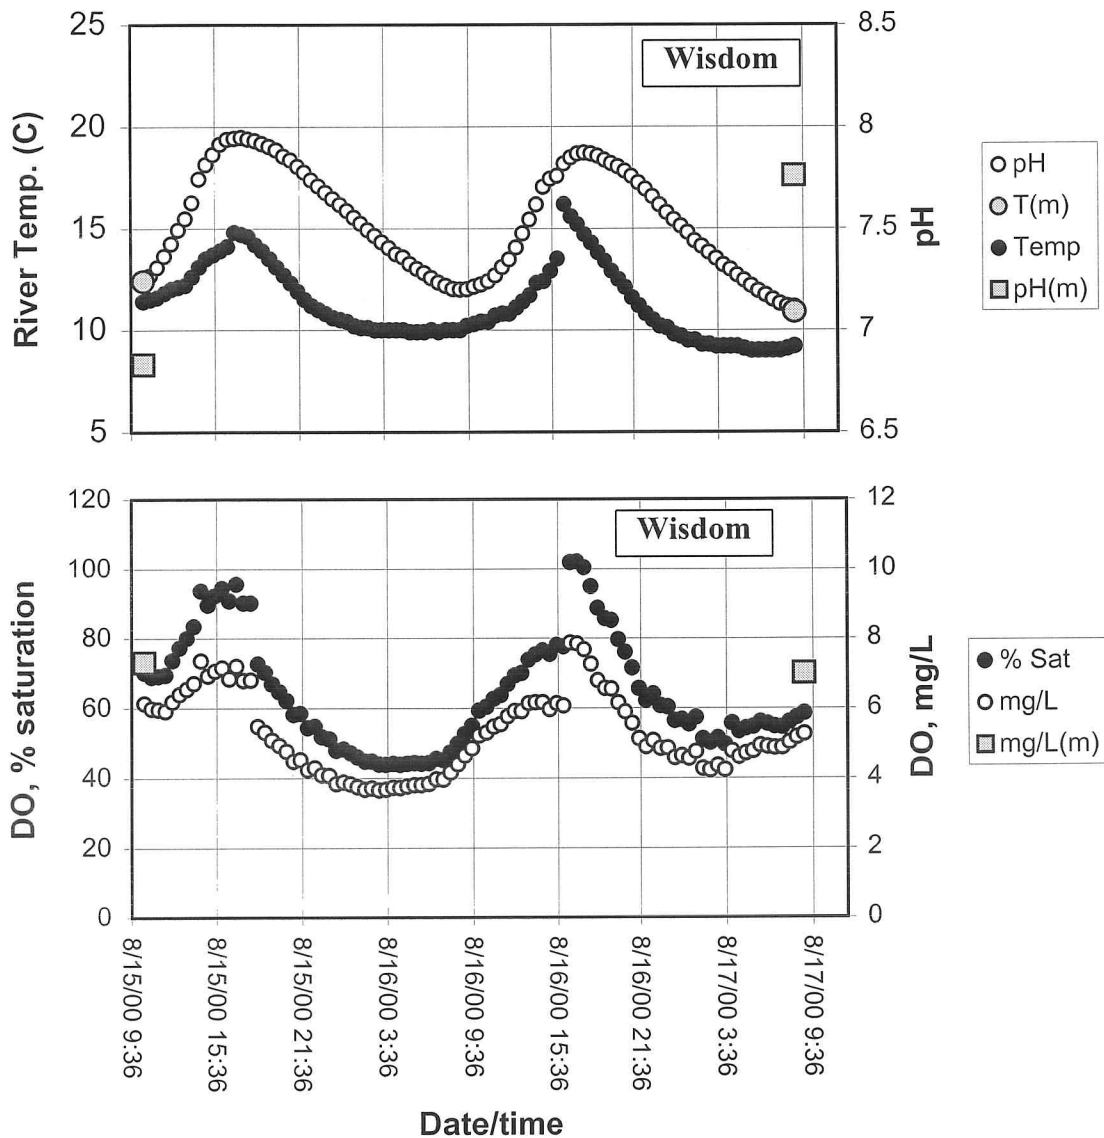 25
20
15
10
5
River Temp. (C)
Wisdom
8.5
8
7.5
7
6.5
pH
pH
T(m)
Temp
pH(m)
120
100
80
60
40
20
0
DO, % saturation
Wisdom
12
10
8
6
4
2
0
DO, mg/L
% Sat
mg/L
mg/L(m)
8/15/00 9:36
8/15/00 15:36
8/15/00 21:36
8/16/00 3:36
8/16/00 9:36
8/16/00 15:36
8/16/00 21:36
8/17/00 3:36
8/17/00 9:36
Date/time